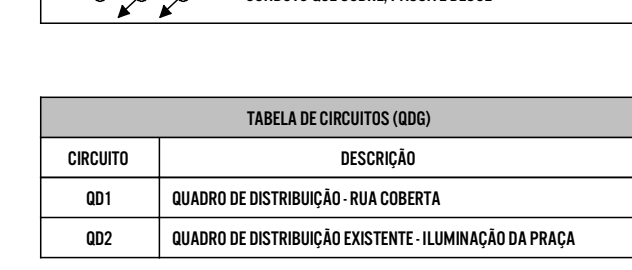 TABELA DE CIRCUITOS (QDG)
CIRCUITO DESCRIÇÃO
QD1 QUADRO DE DISTRIBUIÇÃO - RUA COBERTA
QD2 QUADRO DE DISTRIBUIÇÃO EXISTENTE - ILUMINAÇÃO DA PRAÇA